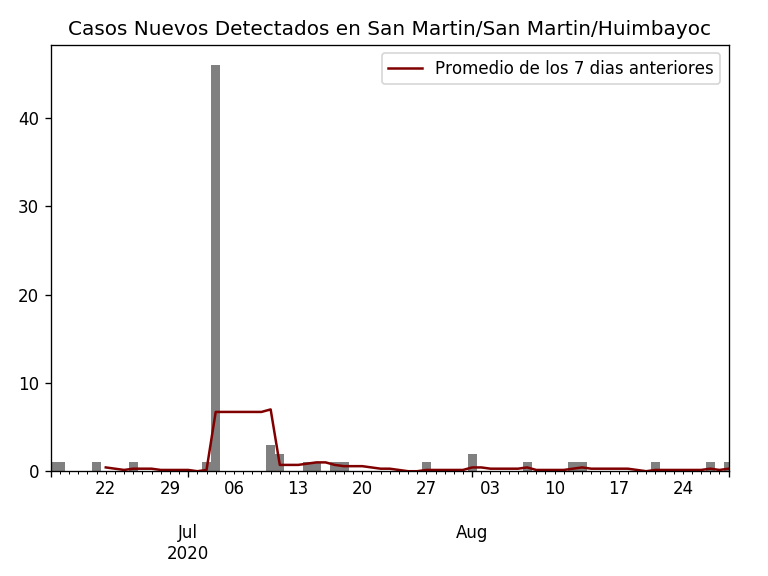 Casos Nuevos Detectados en San Martin/San Martin/Huimbayoc
Promedio de los 7 dias anteriores
40
30
20
10
0
22 29 06 13 20 27 03 10 17 24
Jul Aug
2020